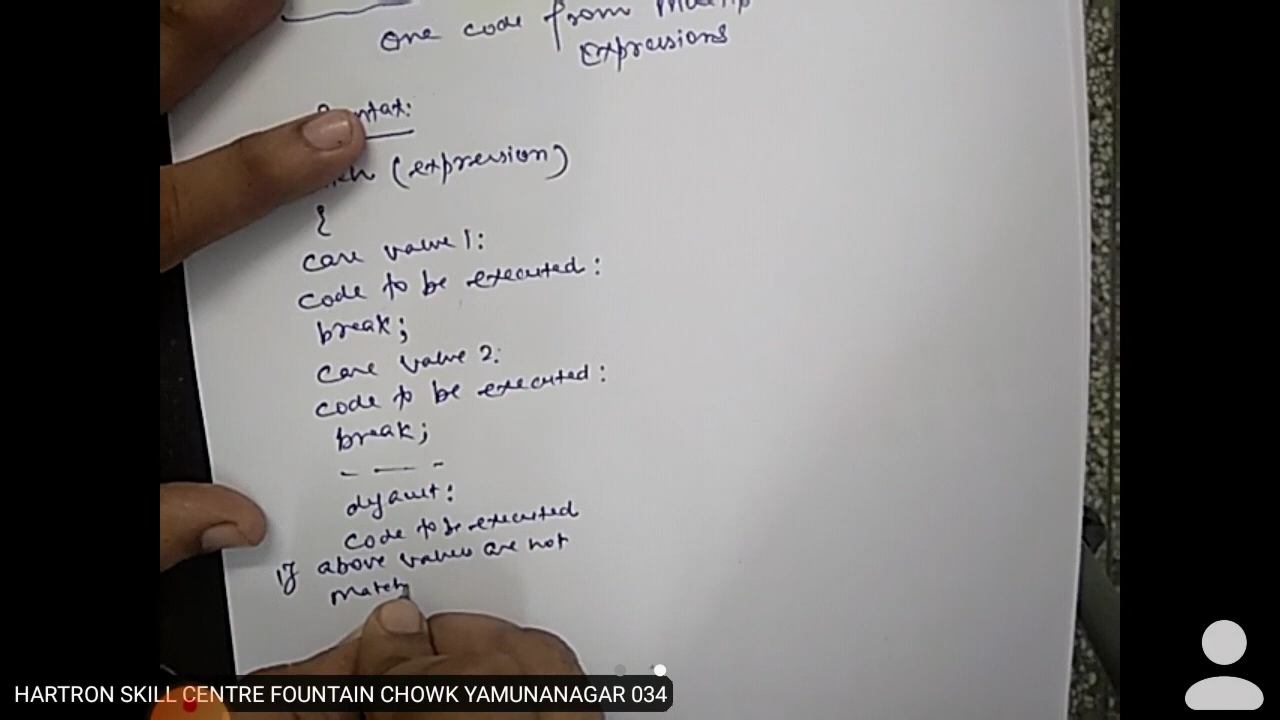 one code from
expressions
Syntax:
(expression)
{
case value 1:
code to be executed:
break;
case value 2:
code to be executed:
break;
- — -
default:
code to be executed
if above values are not
match
HARTRON SKILL CENTRE FOUNTAIN CHOWK YAMUNANAGAR 034